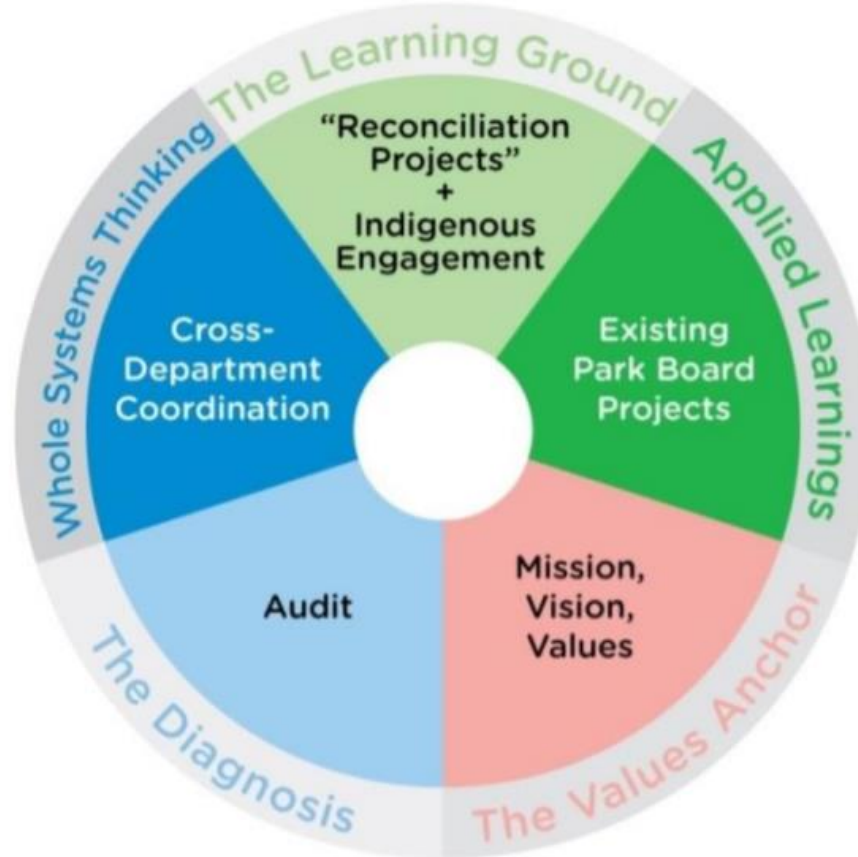 The Learning Ground
“Reconciliation
Projects”
+
Indigenous
Engagement
Applied Learnings
Existing
Park Board
Projects
The Values Anchor
Mission,
Vision,
Values
The Diagnosis
Audit
Whole Systems Thinking
Cross-
Department
Coordination